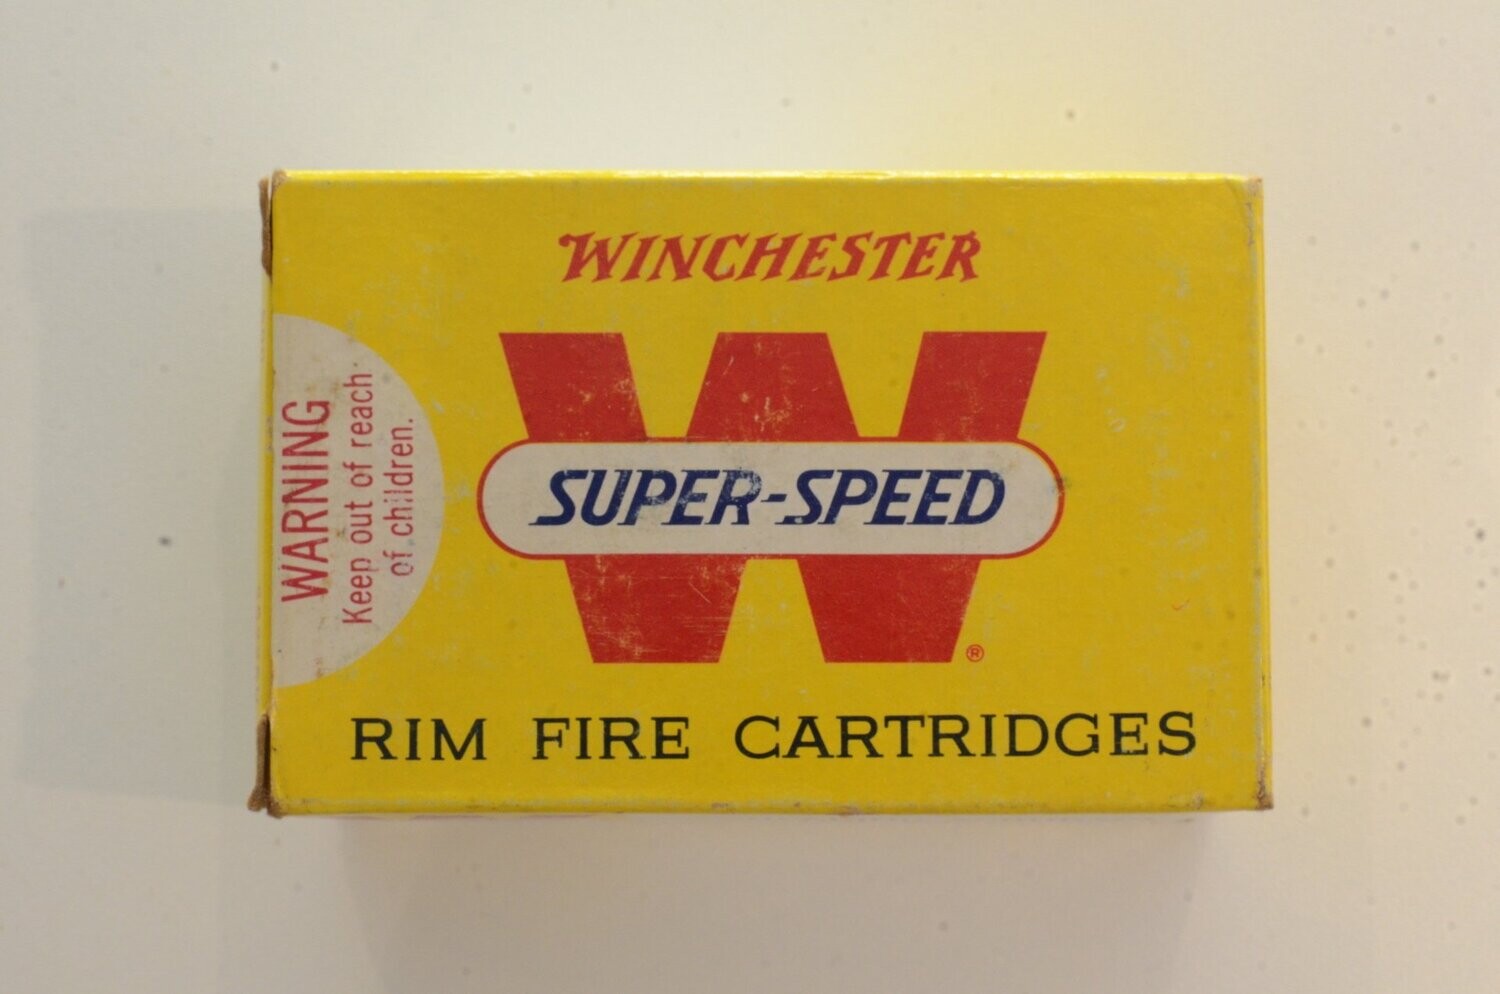 WINCHESTER
W
SUPER-SPEED
®
RIM FIRE CARTRIDGES
WARNING
Keep out of reach
of children.